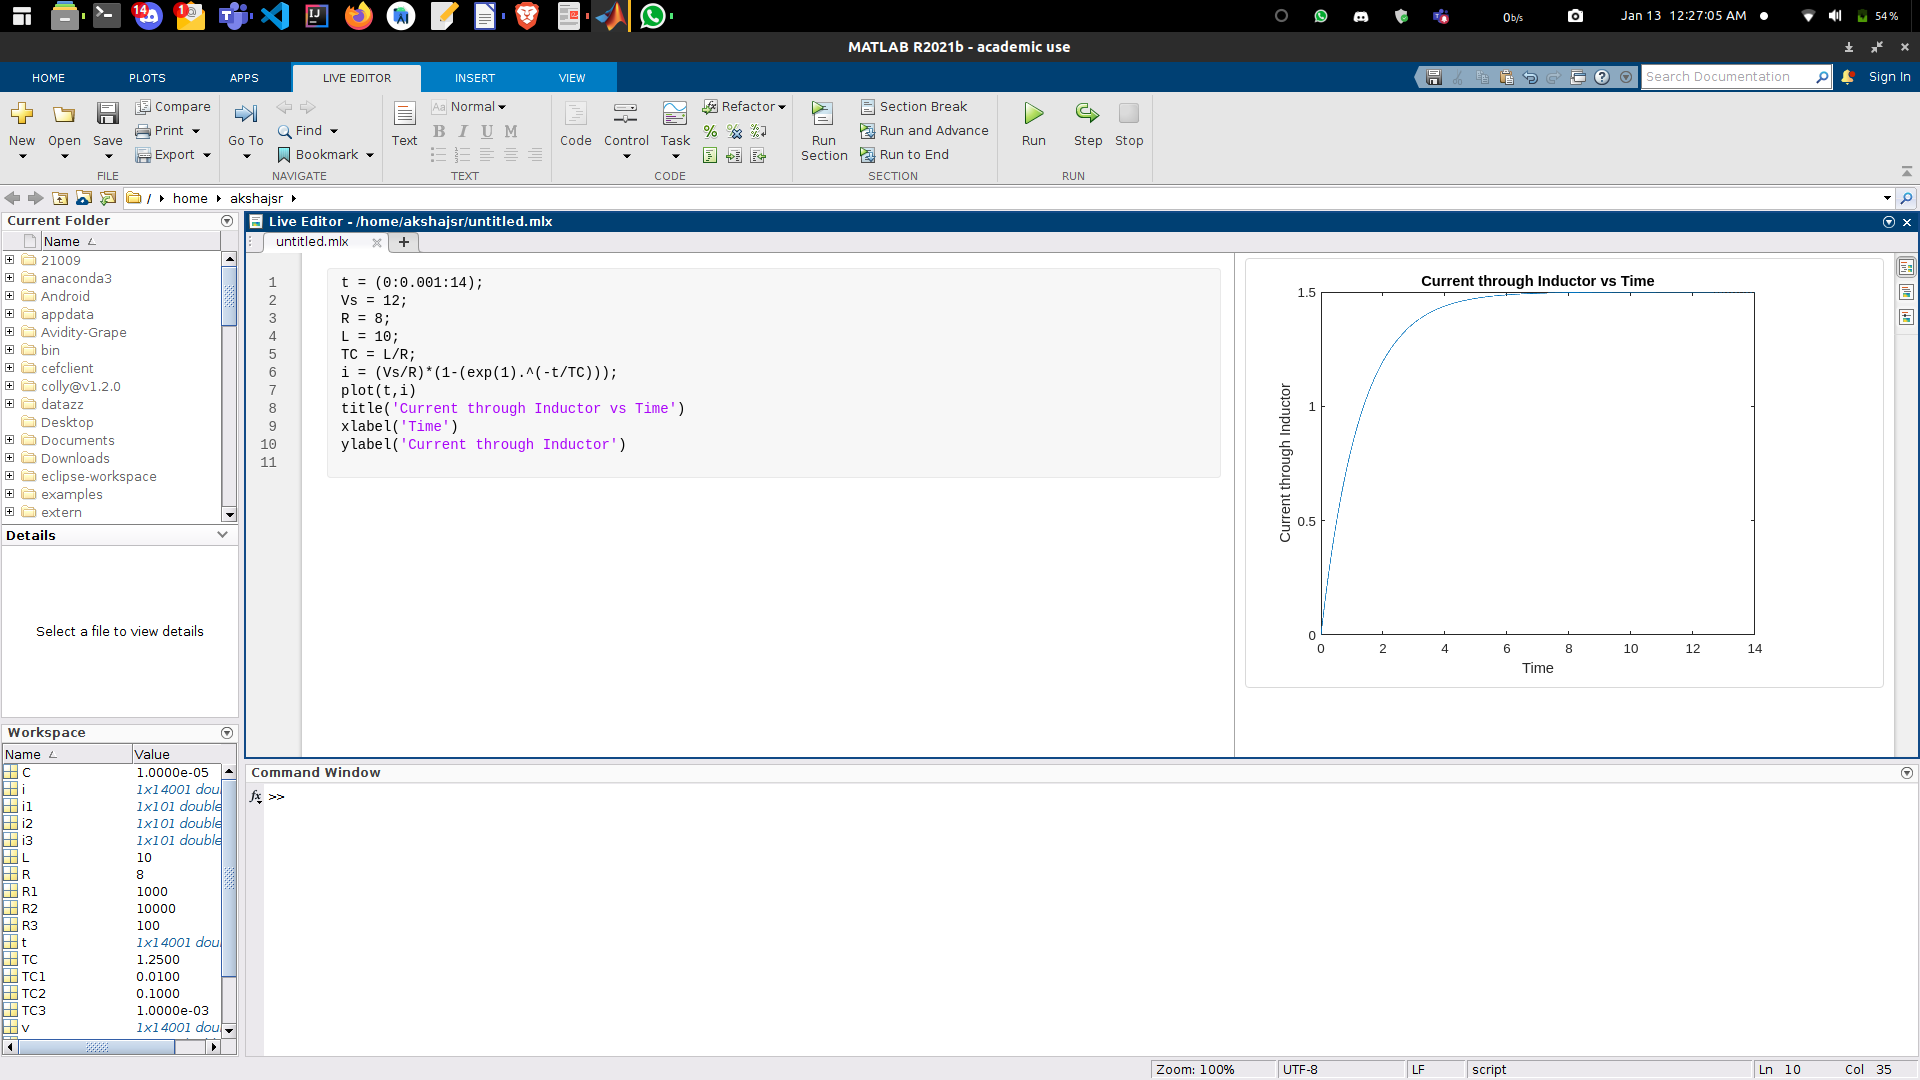 14
1
0b/s
Jan 13 12:27:05 AM
54 %
MATLAB R2021b - academic use
HOME
PLOTS
APPS
LIVE EDITOR
INSERT
VIEW
Search Documentation
Sign In
New
Open
Save
Compare
Print
Export
FILE
Go To
Find
Bookmark
NAVIGATE
Text
Aa Normal
B I U M
TEXT
Code
Control
Task
Refactor
CODE
Run
Section
Section Break
Run and Advance
Run to End
SECTION
Run
Step
Stop
RUN
/ home akshajsr
Current Folder
Name
21009
anaconda3
Android
appdata
Avidity-Grape
bin
cefclient
colly@v1.2.0
datazz
Desktop
Documents
Downloads
eclipse-workspace
examples
extern
Details
Select a file to view details
Workspace
Name Value
C 1.0000e-05
i 1x14001 dou
i1 1x101 double
i2 1x101 double
i3 1x101 double
L 10
R 8
R1 1000
R2 10000
R3 100
t 1x14001 dou
TC 1.2500
TC1 0.0100
TC2 0.1000
TC3 1.0000e-03
v 1x14001 dou
Live Editor - /home/akshajsr/untitled.mlx
untitled.mlx
1 t = (0:0.001:14);
2 Vs = 12;
3 R = 8;
4 L = 10;
5 TC = L/R;
6 i = (Vs/R)*(1-(exp(1).^(-t/TC)));
7 plot(t,i)
8 title('Current through Inductor vs Time')
9 xlabel('Time')
10 ylabel('Current through Inductor')
11
Current through Inductor vs Time
Current through Inductor
1.5
1
0.5
0
0 2 4 6 8 10 12 14
Time
Command Window
fx >>
Zoom: 100%
UTF-8
LF
script
Ln 10 Col 35